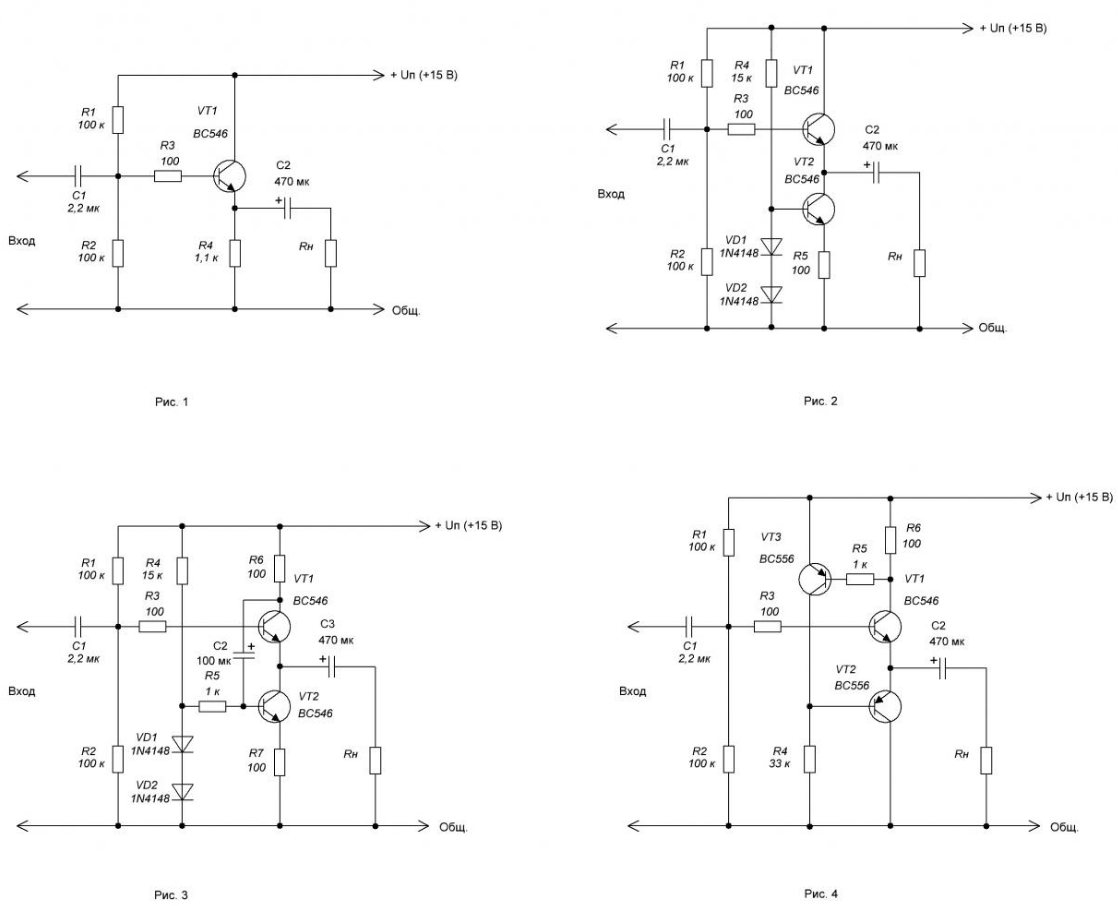 + Uп (+15 В)
R1
100 к
VT1
BC546
R3
100
C2
470 мк
C1
2,2 мк
Вход
R2
100 к
R4
1,1 к
Rн
Общ.
Рис. 1
+ Uп (+15 В)
R1
100 к
R4
15 к
VT1
BC546
R3
100
C2
470 мк
C1
2,2 мк
VT2
BC546
Вход
R2
100 к
VD1
1N4148
R5
100
Rн
VD2
1N4148
Общ.
Рис. 2
+ Uп (+15 В)
R1
100 к
R4
15 к
R6
100
VT1
BC546
R3
100
C3
470 мк
C1
2,2 мк
C2
100 мк
R5
1 к
Вход
VT2
BC546
R2
100 к
VD1
1N4148
R7
100
Rн
VD2
1N4148
Общ.
Рис. 3
+ Uп (+15 В)
R1
100 к
VT3
BC556
R6
100
R5
1 к
VT1
BC546
R3
100
C2
470 мк
C1
2,2 мк
VT2
BC556
Вход
R2
100 к
R4
33 к
Rн
Общ.
Рис. 4